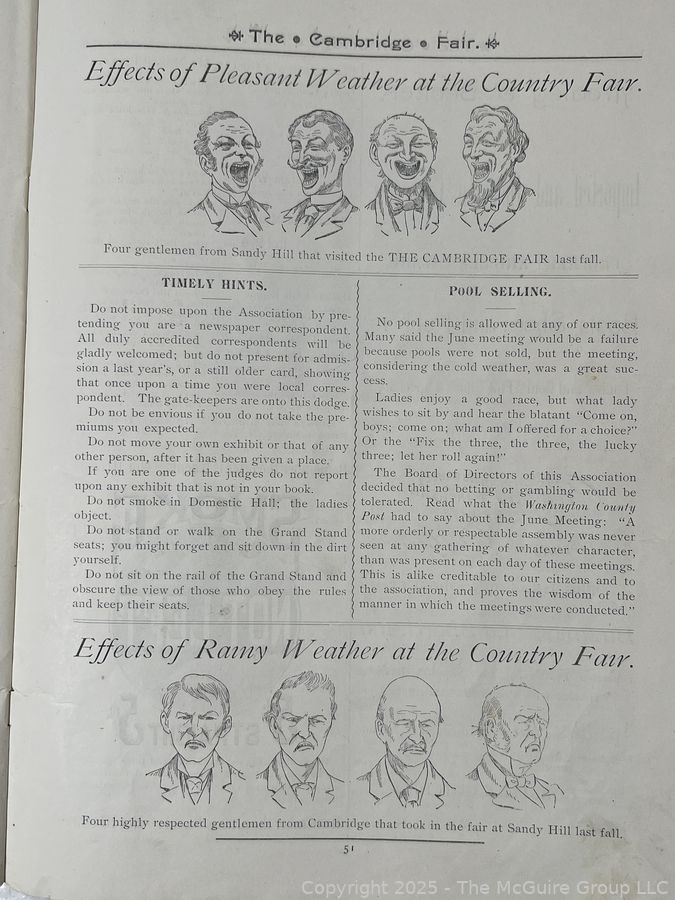 The • Cambridge • Fair.
Effects of Pleasant Weather at the Country Fair.
Four gentlemen from Sandy Hill that visited the THE CAMBRIDGE FAIR last fall.
TIMELY HINTS.
Do not impose upon the Association by pre-
tending you are a newspaper correspondent.
All duly accredited correspondents will be
gladly welcomed; but do not present for admis-
sion a last year's, or a still older card, showing
that once upon a time you were local corres-
pondent. The gate-keepers are onto this dodge.
Do not be envious if you do not take the pre-
miums you expected.
Do not move your own exhibit or that of any
other person, after it has been given a place.
If you are one of the judges do not report
upon any exhibit that is not in your book.
Do not smoke in Domestic Hall; the ladies
object.
Do not stand or walk on the Grand Stand
seats; you might forget and sit down in the dirt
yourself.
Do not sit on the rail of the Grand Stand and
obscure the view of those who obey the rules
and keep their seats.
POOL SELLING.
No pool selling is allowed at any of our races.
Many said the June meeting would be a failure
because pools were not sold, but the meeting,
considering the cold weather, was a great suc-
cess.
Ladies enjoy a good race, but what lady
wishes to sit by and hear the blatant "Come on,
boys; come on; what am I offered for a choice?"
Or the "Fix the three, the three, the lucky
three; let her roll again!"
The Board of Directors of this Association
decided that no betting or gambling would be
tolerated. Read what the Washington County
Post had to say about the June Meeting: "A
more orderly or respectable assembly was never
seen at any gathering of whatever character,
than was present on each day of these meetings.
This is alike creditable to our citizens and to
the association, and proves the wisdom of the
manner in which the meetings were conducted."
Effects of Rainy Weather at the Country Fair.
Four highly respected gentlemen from Cambridge that took in the fair at Sandy Hill last fall.
51
Copyright 2025 - The McGuire Group LLC